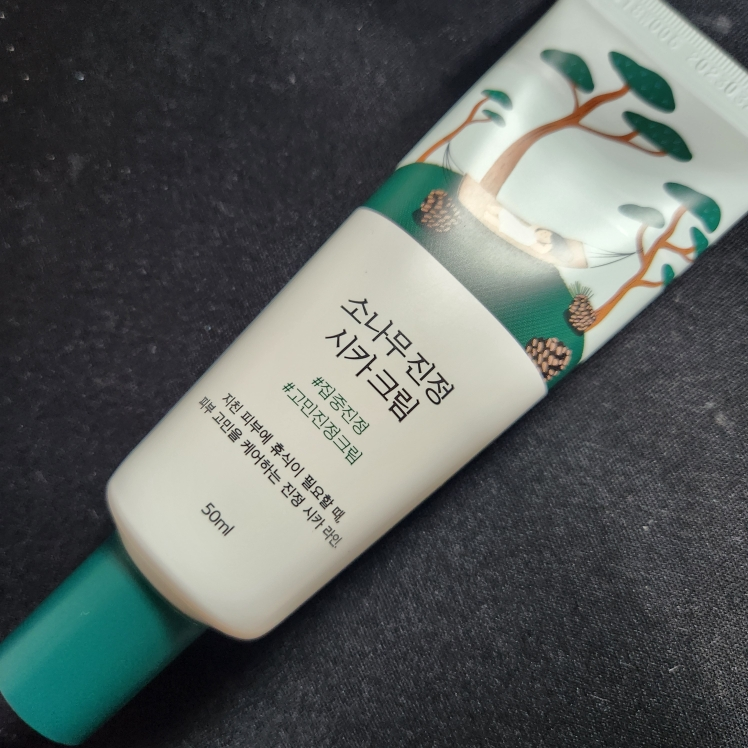 소나무 진정
시카 크림
#집중진정
#고민진정크림
지친 피부에 휴식이 필요할 때,
피부 고민을 케어하는 진정 시카 라인.
50ml